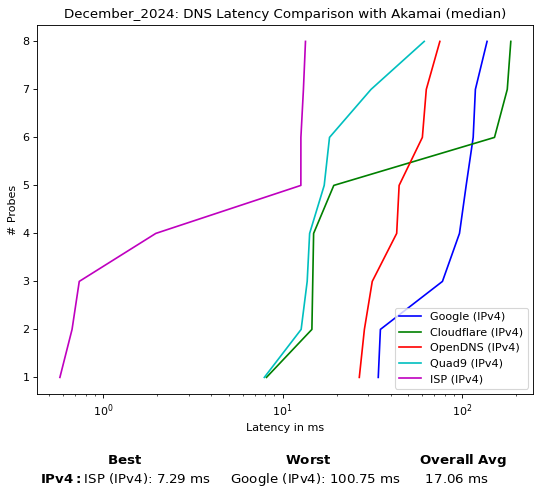 December_2024: DNS Latency Comparison with Akamai (median)
8
7
6
5
4
3
2
1
# Probes
Google (IPv4)
Cloudflare (IPv4)
OpenDNS (IPv4)
Quad9 (IPv4)
ISP (IPv4)
10⁰ 10¹ 10²
Latency in ms
Best Worst Overall Avg
IPv4: ISP (IPv4): 7.29 ms Google (IPv4): 100.75 ms 17.06 ms